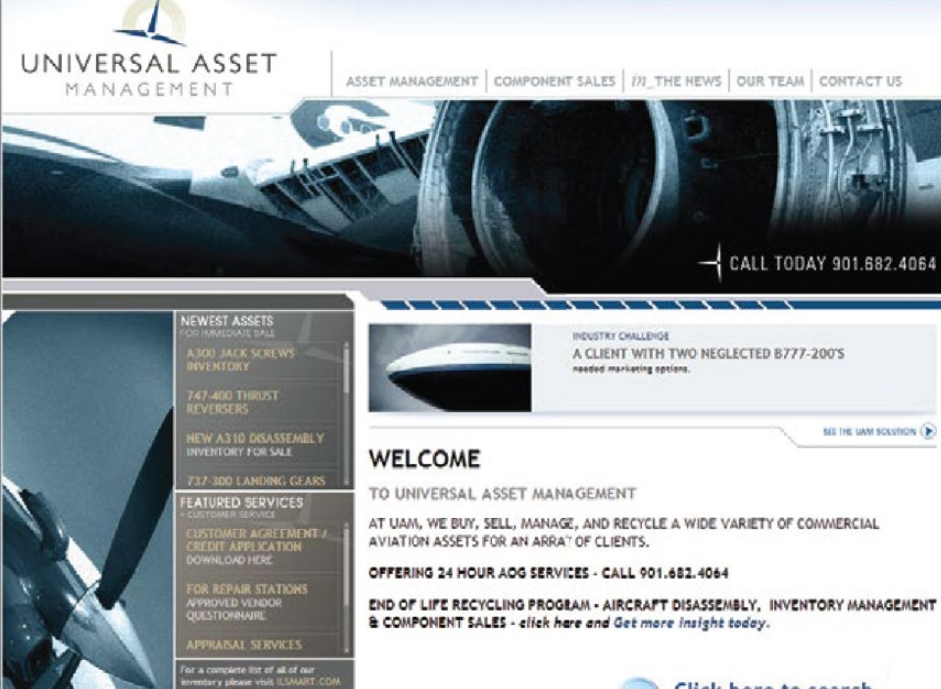 UNIVERSAL ASSET
MANAGEMENT
ASSET MANAGEMENT
COMPONENT SALES
in_THE NEWS
OUR TEAM
CONTACT US
CALL TODAY 901.682.4064
NEWEST ASSETS
FOR IMMEDIATE SALE
A300 JACK SCREWS
INVENTORY
747-400 THRUST
REVERSERS
NEW A310 DISASSEMBLY
INVENTORY FOR SALE
737-300 LANDING GEARS
FEATURED SERVICES
+ CUSTOMER SERVICE
CUSTOMER AGREEMENT /
CREDIT APPLICATION
DOWNLOAD HERE
FOR REPAIR STATIONS
APPROVED VENDOR
QUESTIONNAIRE
APPRAISAL SERVICES
For a complete list of all of our
inventory please visit ILSMART.COM
INDUSTRY CHALLENGE
A CLIENT WITH TWO NEGLECTED B777-200'S
needed marketing options.
SEE THE UAM SOLUTION
WELCOME
TO UNIVERSAL ASSET MANAGEMENT
AT UAM, WE BUY, SELL, MANAGE, AND RECYCLE A WIDE VARIETY OF COMMERCIAL
AVIATION ASSETS FOR AN ARRAY OF CLIENTS.
OFFERING 24 HOUR AOG SERVICES - CALL 901.682.4064
END OF LIFE RECYCLING PROGRAM - AIRCRAFT DISASSEMBLY, INVENTORY MANAGEMENT
& COMPONENT SALES - click here and Get more insight today.
Click here to search